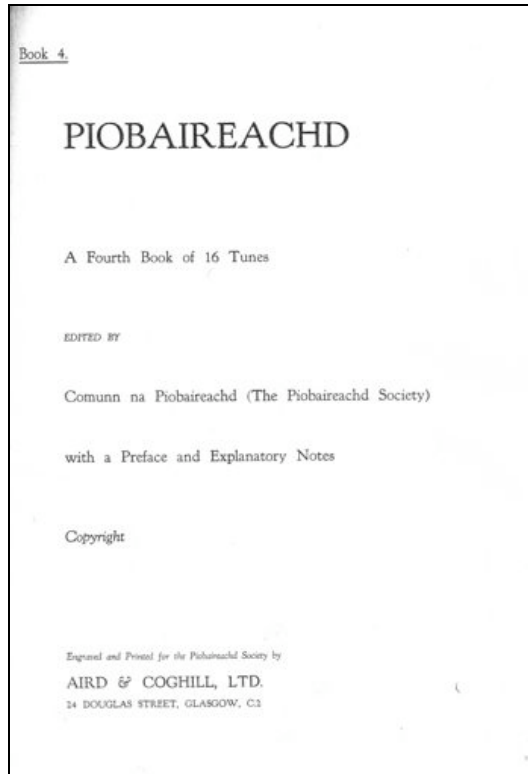 Book 4.
PIOBAIREACHD
A Fourth Book of 16 Tunes
EDITED BY
Comunn na Piobaireachd (The Piobaireachd Society)
with a Preface and Explanatory Notes
Copyright
Engraved and Printed for the Piobaireachd Society by
AIRD & COGHILL, LTD.
24 DOUGLAS STREET, GLASGOW, C.2